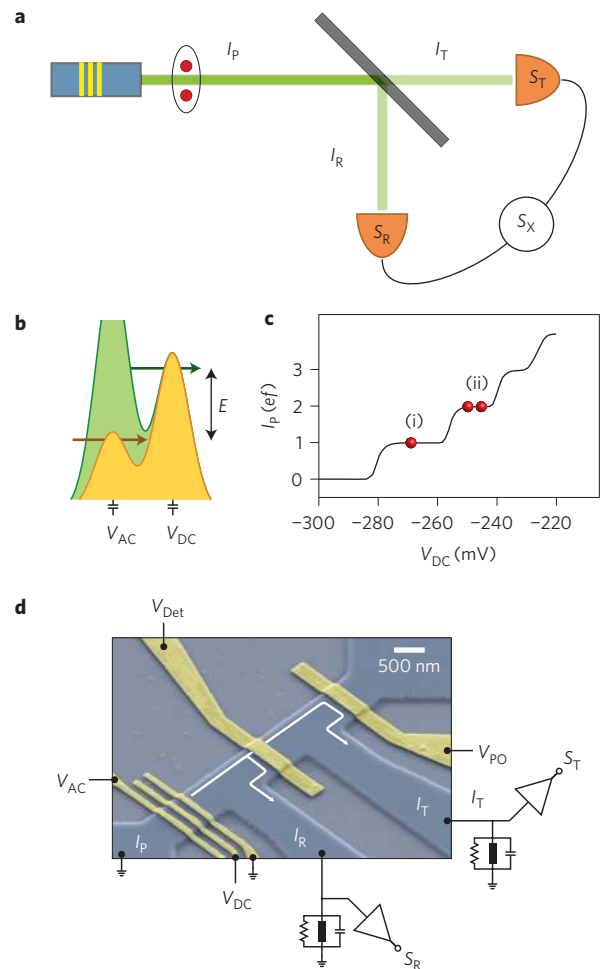 a
I_P
I_T
S_T
I_R
S_R
S_X
b
E
V_AC
V_DC
c
I_P (ef)
3
2
1
0
(i)
(ii)
−300 −280 −260 −240 −220
V_DC (mV)
d
V_Det
500 nm
V_AC
V_PO
S_T
I_T
I_T
I_P
I_R
V_DC
S_R